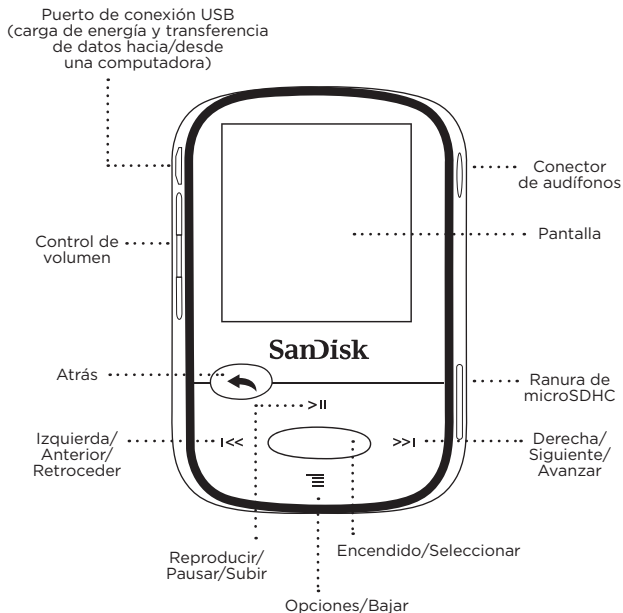 Puerto de conexión USB
(carga de energía y transferencia
de datos hacia/desde
una computadora)
Conector
de audífonos
Control de
volumen
Pantalla
SanDisk
Atrás
Ranura de
microSDHC
>II
Izquierda/
Anterior/
Retroceder
I<<
>>I
Derecha/
Siguiente/
Avanzar
Reproducir/
Pausar/Subir
Encendido/Seleccionar
Opciones/Bajar